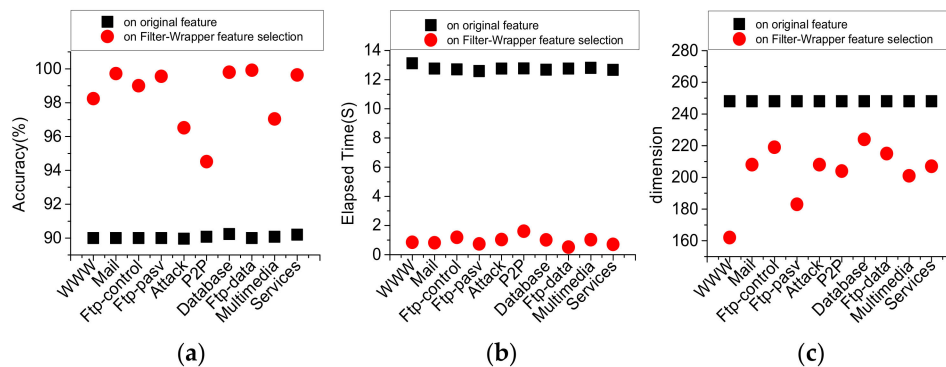 on original feature
on Filter-Wrapper feature selection
Accuracy(%)
100
98
96
94
92
90
WWW
Mail
Ftp-control
Ftp-pasv
Attack
P2P
Database
Ftp-data
Multimedia
Services
(a)
on original feature
on Filter-Wrapper feature selection
Elapsed Time(S)
14
12
10
8
6
4
2
0
WWW
Mail
Ftp-control
Ftp-pasv
Attack
P2P
Database
Ftp-data
Multimedia
Services
(b)
on original feature
on Filter-Wrapper feature selection
dimension
280
260
240
220
200
180
160
WWW
Mail
Ftp-control
Ftp-pasv
Attack
P2P
Database
Ftp-data
Multimedia
Services
(c)